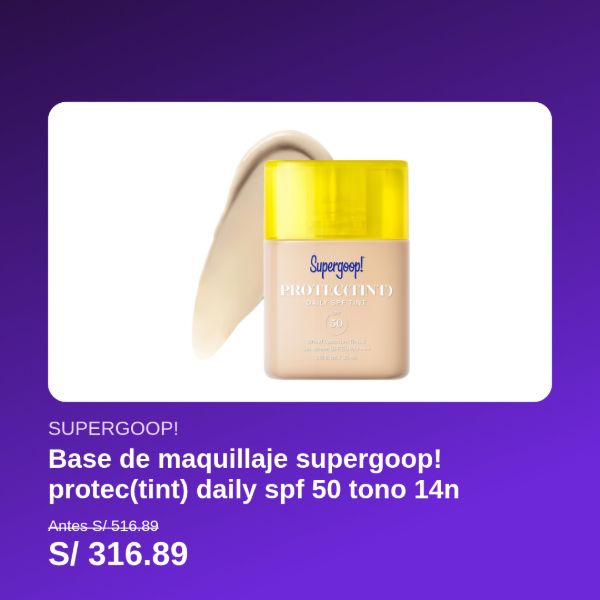 Supergoop!
PROTEC(TINT)
DAILY SPF TINT
50
SUPERGOOP!
Base de maquillaje supergoop!
protec(tint) daily spf 50 tono 14n
Antes S/ 516.89
S/ 316.89